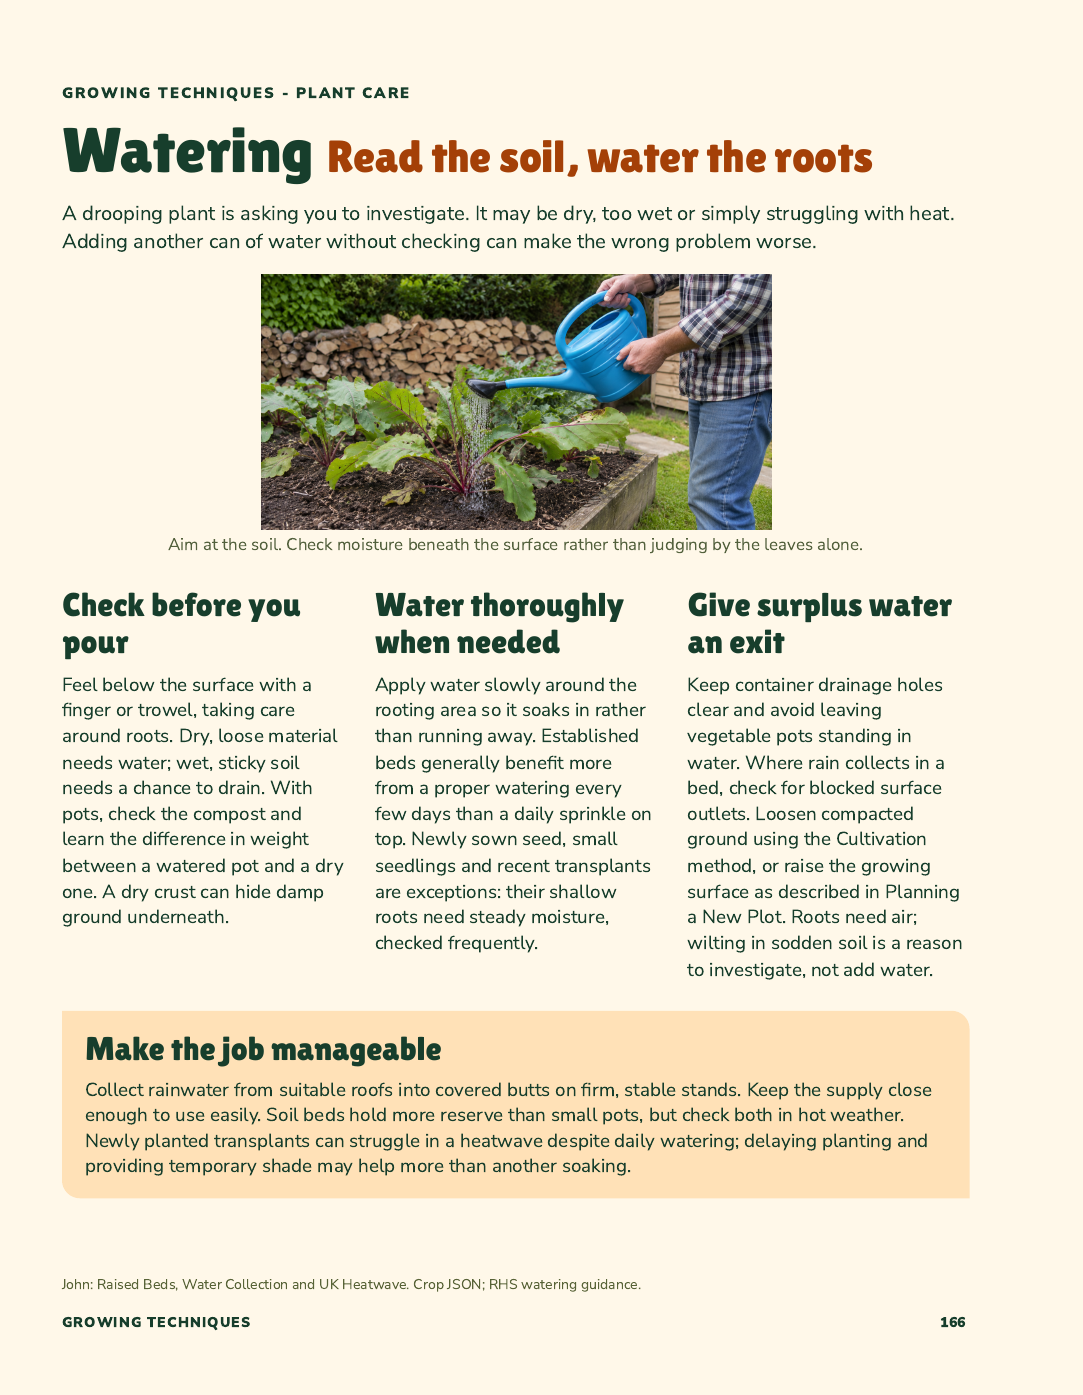 GROWING TECHNIQUES - PLANT CARE
Watering Read the soil, water the roots
A drooping plant is asking you to investigate. It may be dry, too wet or simply struggling with heat.
Adding another can of water without checking can make the wrong problem worse.
Aim at the soil. Check moisture beneath the surface rather than judging by the leaves alone.
Check before you
pour
Feel below the surface with a
finger or trowel, taking care
around roots. Dry, loose material
needs water; wet, sticky soil
needs a chance to drain. With
pots, check the compost and
learn the difference in weight
between a watered pot and a dry
one. A dry crust can hide damp
ground underneath.
Water thoroughly
when needed
Apply water slowly around the
rooting area so it soaks in rather
than running away. Established
beds generally benefit more
from a proper watering every
few days than a daily sprinkle on
top. Newly sown seed, small
seedlings and recent transplants
are exceptions: their shallow
roots need steady moisture,
checked frequently.
Give surplus water
an exit
Keep container drainage holes
clear and avoid leaving
vegetable pots standing in
water. Where rain collects in a
bed, check for blocked surface
outlets. Loosen compacted
ground using the Cultivation
method, or raise the growing
surface as described in Planning
a New Plot. Roots need air;
wilting in sodden soil is a reason
to investigate, not add water.
Make the job manageable
Collect rainwater from suitable roofs into covered butts on firm, stable stands. Keep the supply close
enough to use easily. Soil beds hold more reserve than small pots, but check both in hot weather.
Newly planted transplants can struggle in a heatwave despite daily watering; delaying planting and
providing temporary shade may help more than another soaking.
John: Raised Beds, Water Collection and UK Heatwave. Crop JSON; RHS watering guidance.
GROWING TECHNIQUES
166